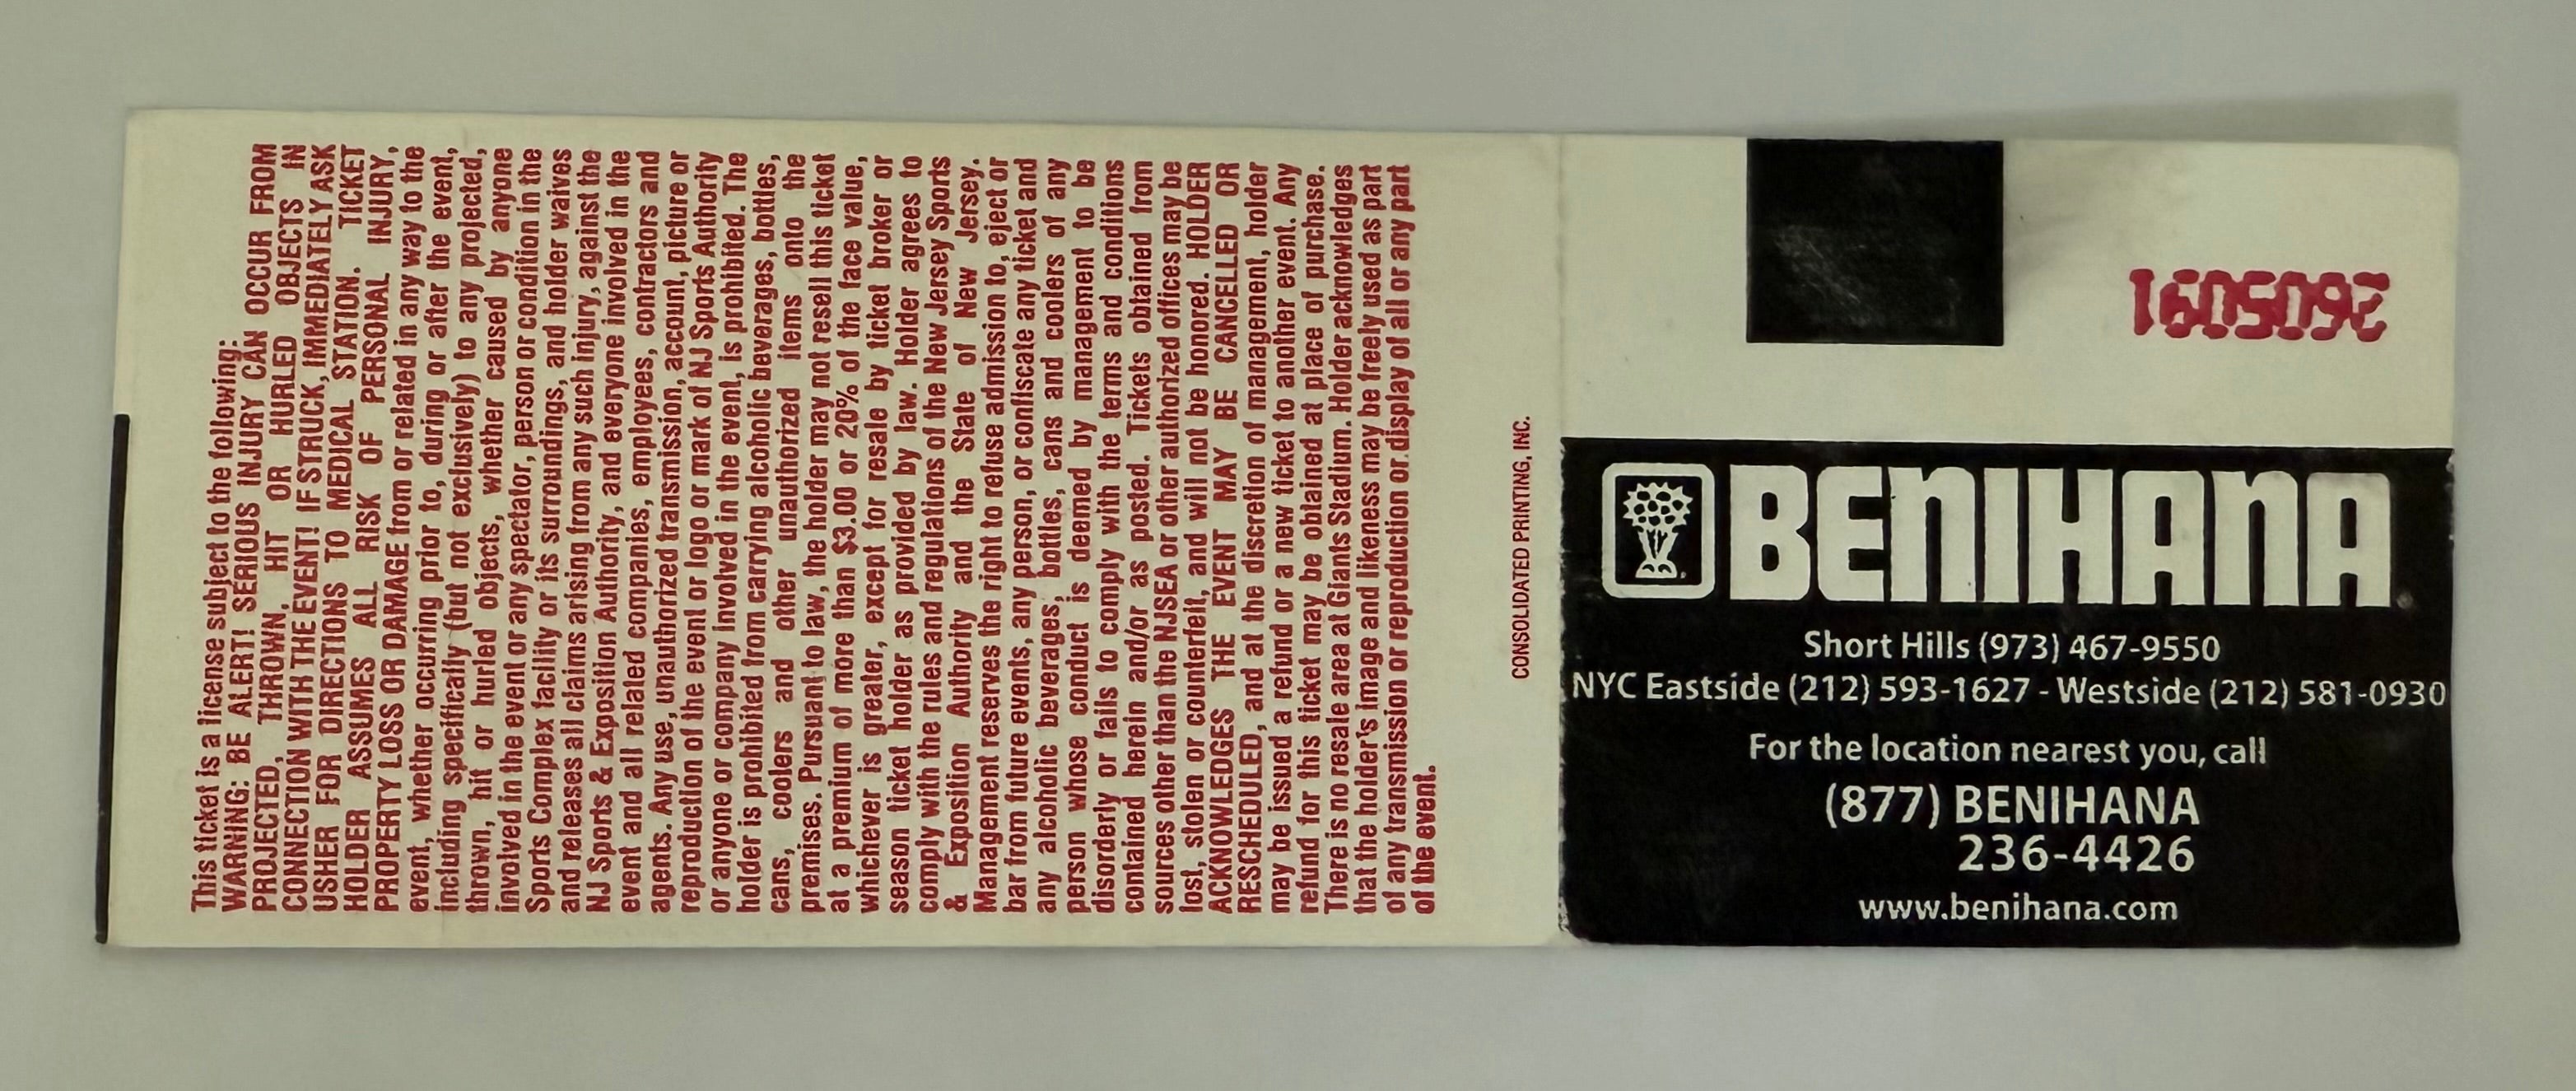 This ticket is a license subject to the following:
WARNING: BE ALERT! SERIOUS INJURY CAN OCCUR FROM
PROJECTED, THROWN, HIT OR HURLED OBJECTS IN
CONNECTION WITH THE EVENT! IF STRUCK, IMMEDIATELY ASK
USHER FOR DIRECTIONS TO MEDICAL STATION. TICKET
HOLDER ASSUMES ALL RISK OF PERSONAL INJURY,
PROPERTY LOSS OR DAMAGE from or related in any way to the
event, whether occurring prior to, during or after the event,
including specifically (but not exclusively) to any projected,
thrown, hit or hurled objects, whether caused by anyone
involved in the event or any spectator, person or condition in the
Sports Complex facility or its surroundings, and holder waives
and releases all claims arising from any such injury, against the
NJ Sports & Exposition Authority, and everyone involved in the
event and all related companies, employees, contractors and
agents. Any use, unauthorized transmission, account, picture or
reproduction of the event or logo or mark of NJ Sports Authority
or anyone or company involved in the event, is prohibited. The
holder is prohibited from carrying alcoholic beverages, bottles,
cans, coolers and other unauthorized items onto the
premises. Pursuant to law, the holder may not resell this ticket
at a premium of more than $3.00 or 20% of the face value,
whichever is greater, except for resale by ticket broker or
season ticket holder as provided by law. Holder agrees to
comply with the rules and regulations of the New Jersey Sports
& Exposition Authority and the State of New Jersey.
Management reserves the right to refuse admission to, eject or
bar from future events, any person, or confiscate any ticket and
any alcoholic beverages, bottles, cans and coolers of any
person whose conduct is deemed by management to be
disorderly or fails to comply with the terms and conditions
contained herein and/or as posted. Tickets obtained from
sources other than the NJSEA or other authorized offices may be
lost, stolen or counterfeit, and will not be honored. HOLDER
ACKNOWLEDGES THE EVENT MAY BE CANCELLED OR
RESCHEDULED, and at the discretion of management, holder
may be issued a refund or a new ticket to another event. Any
refund for this ticket may be obtained at place of purchase.
There is no resale area at Giants Stadium. Holder acknowledges
that the holder's image and likeness may be freely used as part
of any transmission or reproduction or display of all or any part
of the event.
CONSOLIDATED PRINTING, INC.
BENIHANA
Short Hills (973) 467-9550
NYC Eastside (212) 593-1627 - Westside (212) 581-0930
For the location nearest you, call
(877) BENIHANA
236-4426
www.benihana.com